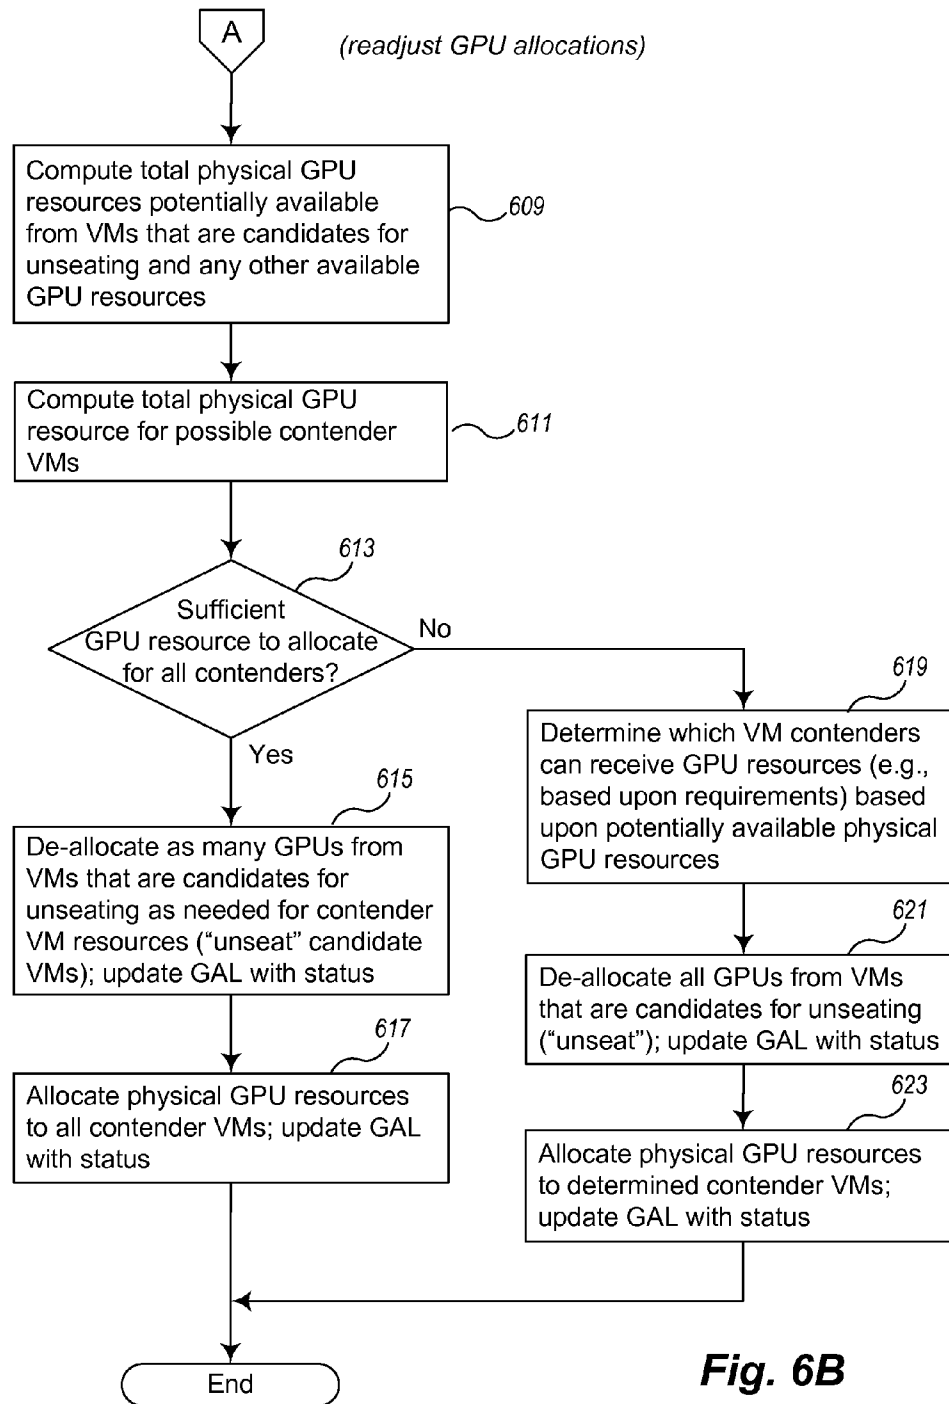 A
(readjust GPU allocations)
Compute total physical GPU
resources potentially available
from VMs that are candidates for
unseating and any other available
GPU resources
609
Compute total physical GPU
resource for possible contender
VMs
611
613
Sufficient
GPU resource to allocate
for all contenders?
No
Yes
615
De-allocate as many GPUs from
VMs that are candidates for
unseating as needed for contender
VM resources (“unseat” candidate
VMs); update GAL with status
617
Allocate physical GPU resources
to all contender VMs; update GAL
with status
619
Determine which VM contenders
can receive GPU resources (e.g.,
based upon requirements) based
upon potentially available physical
GPU resources
621
De-allocate all GPUs from VMs
that are candidates for unseating
(“unseat”); update GAL with status
623
Allocate physical GPU resources
to determined contender VMs;
update GAL with status
End
Fig. 6B